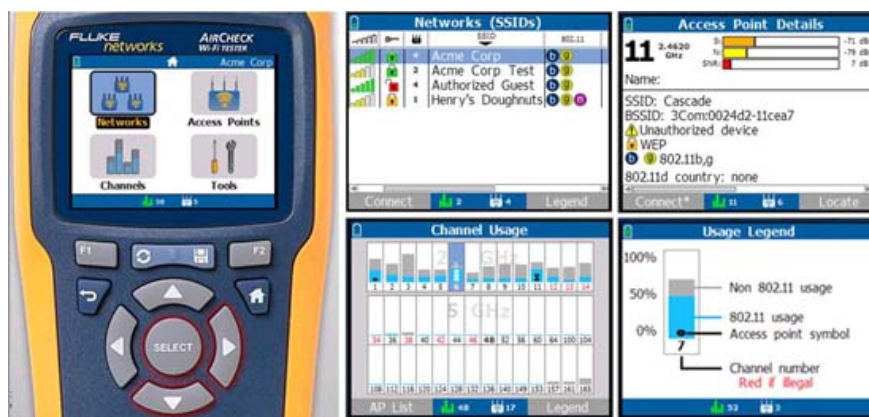 FLUKE
networks
AIRCHECK
Wi-Fi TESTER
Acme Corp
Networks
Access Points
Channels
Tools
F1
F2
SELECT
Networks (SSIDs)
SSID
802.11
4 Acme Corp b g
2 Acme Corp Test b g
4 Authorized Guest b g
1 Henry's Doughnuts b g n
Connect 2 4 Legend
Access Point Details
11 2.4620 GHz
S: -71 dB
N: -79 dB
SNR: 7 dB
Name:
SSID: Cascade
BSSID: 3Com:0024d2-11cea7
Unauthorized device
WEP
b g 802.11b,g
802.11d country: none
Connect* 11 6 Locate
Channel Usage
2 GHz
1 2 3 4 5 6 7 8 9 10 11 12 13 14
5 GHz
34 36 38 40 42 44 46 48 52 56 60 64 100 104
108 112 116 120 124 128 132 136 140 149 153 157 161 165
AP List 48 17 Legend
Usage Legend
100%
50%
0%
7
Non 802.11 usage
802.11 usage
Access point symbol
Channel number
Red if illegal
52 3